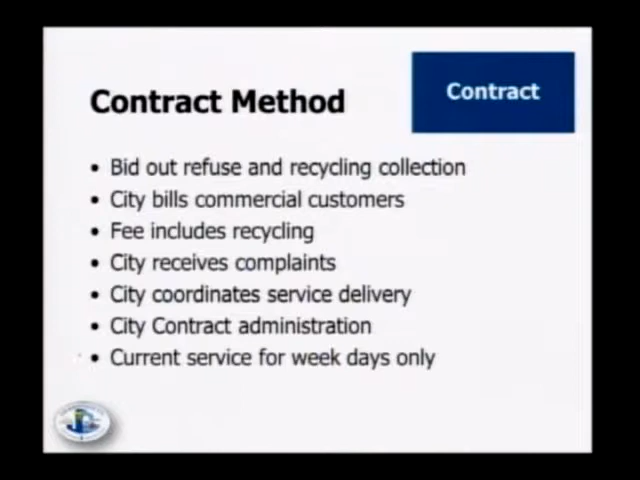 Contract Method
Contract
• Bid out refuse and recycling collection
• City bills commercial customers
• Fee includes recycling
• City receives complaints
• City coordinates service delivery
• City Contract administration
• Current service for week days only